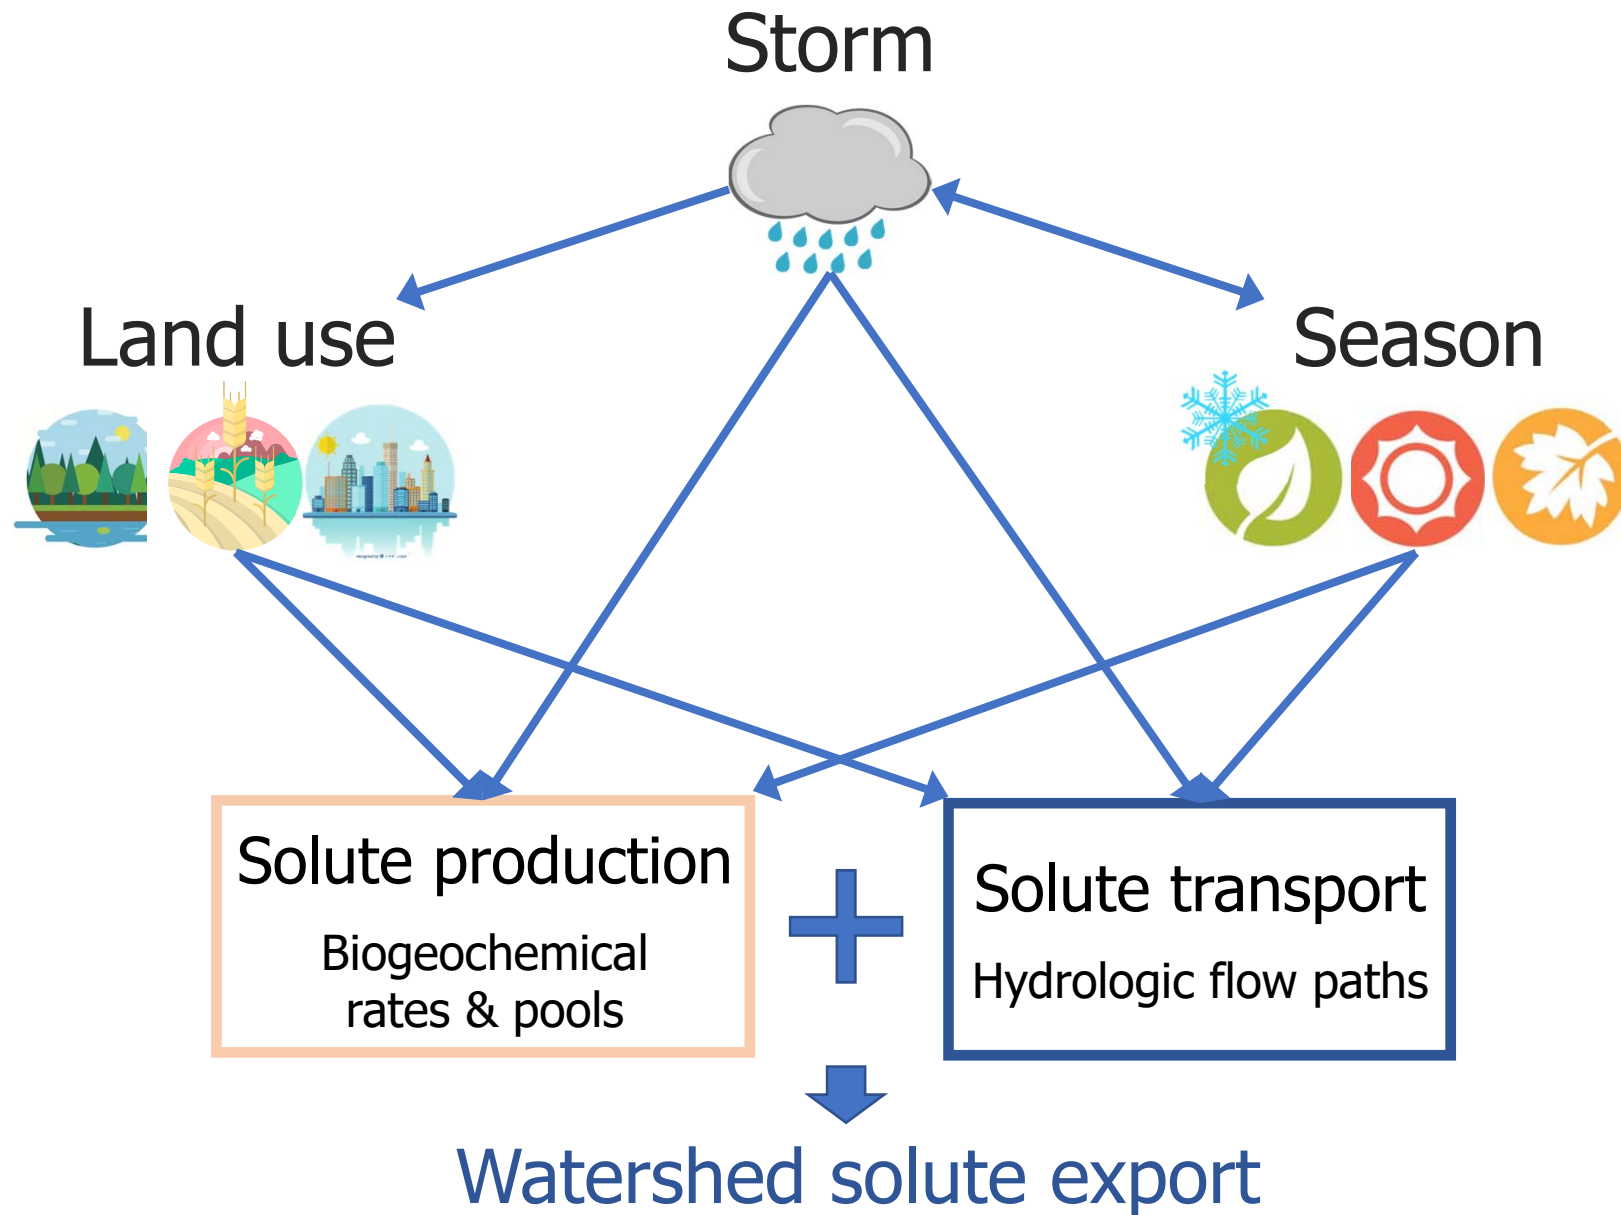 Storm
Land use
Season
Solute production
Biogeochemical
rates & pools
Solute transport
Hydrologic flow paths
Watershed solute export